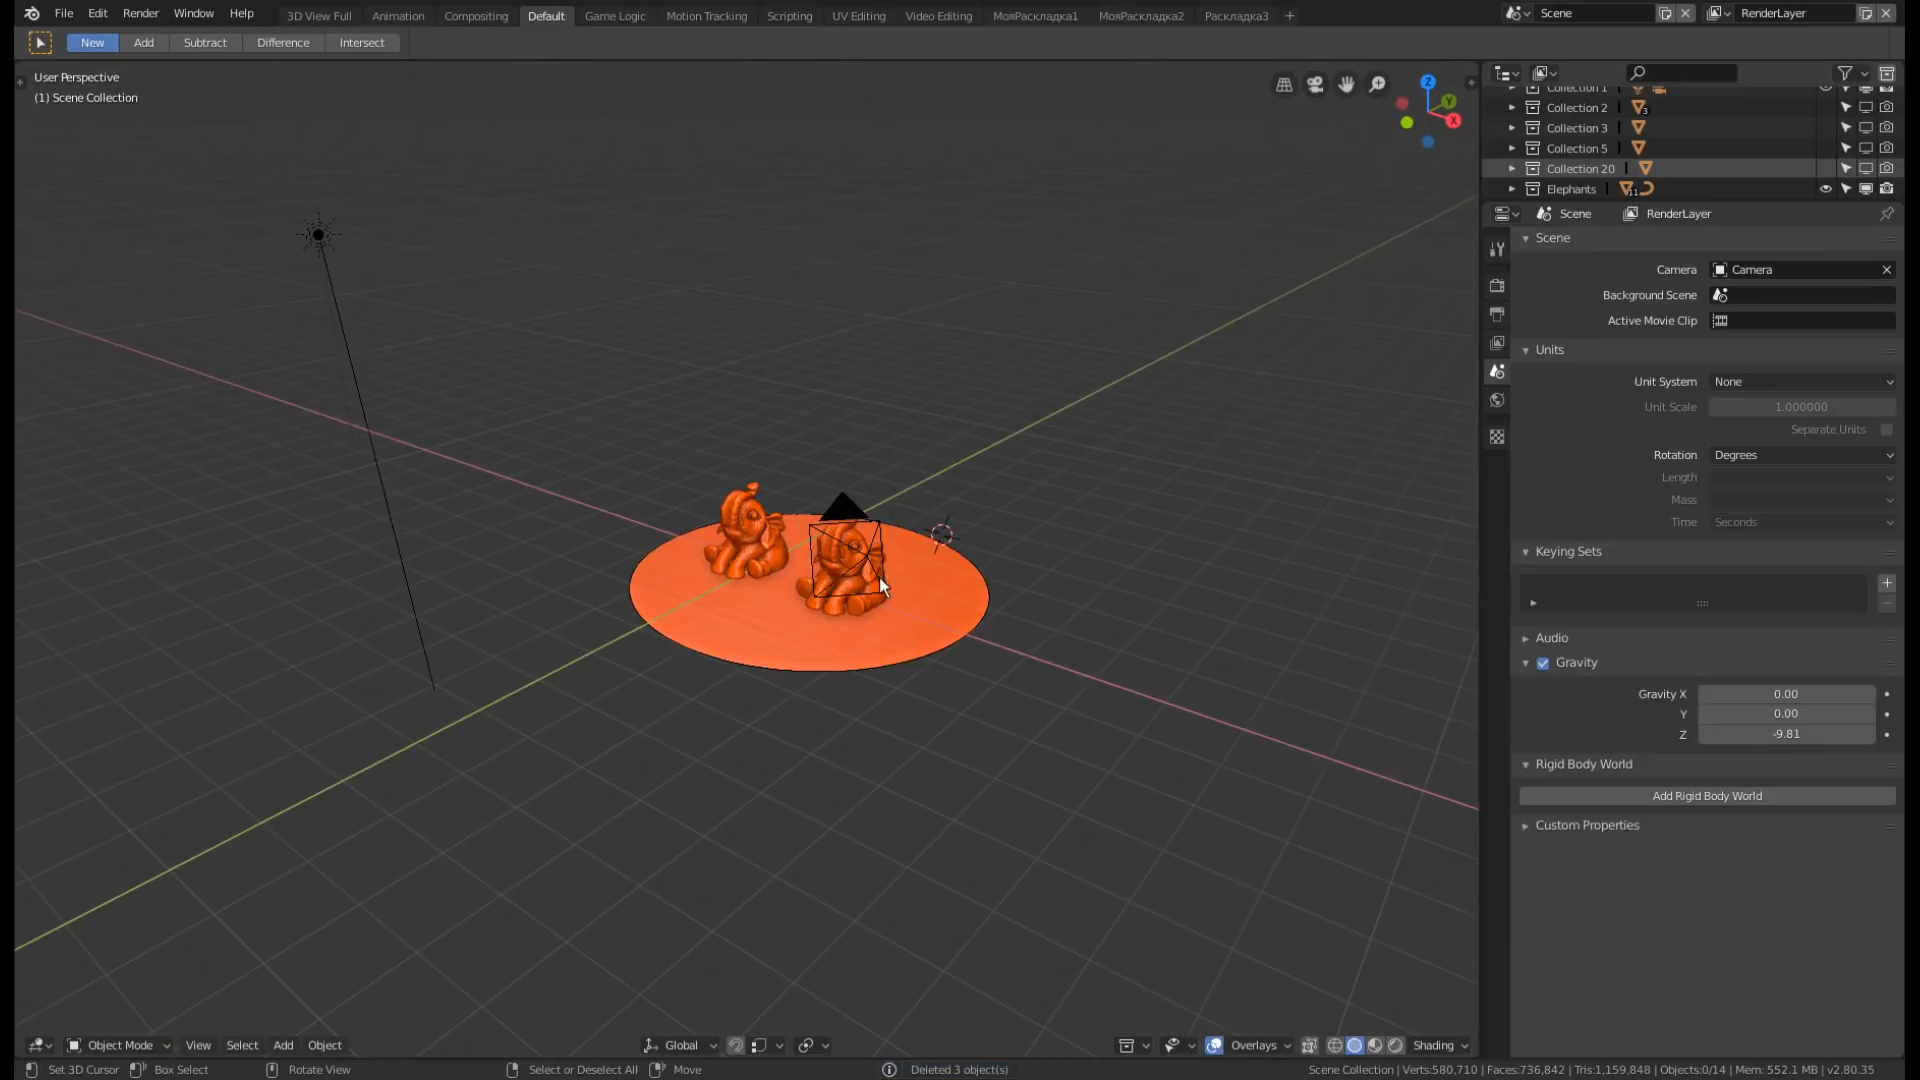 File Edit Render Window Help 3D View Full Animation Compositing Default Game Logic Motion Tracking Scripting UV Editing Video Editing МояРаскладка1 МояРаскладка2 Раскладка3 Scene RenderLayer
New Add Subtract Difference Intersect
User Perspective
(1) Scene Collection
Z
Y
X
Collection 1
Collection 2 3
Collection 3
Collection 5
Collection 20
Elephants 11
Scene RenderLayer
Scene
Camera Camera
Background Scene
Active Movie Clip
Units
Unit System None
Unit Scale 1.000000
Separate Units
Rotation Degrees
Length
Mass
Time Seconds
Keying Sets
Audio
Gravity
Gravity X 0.00
Y 0.00
Z -9.81
Rigid Body World
Add Rigid Body World
Custom Properties
Object Mode View Select Add Object Global Overlays Shading
Set 3D Cursor Box Select Rotate View Select or Deselect All Move Deleted 3 object(s) Scene Collection | Verts:580,710 | Faces:736,842 | Tris:1,159,848 | Objects:0/14 | Mem: 552.1 MB | v2.80.35